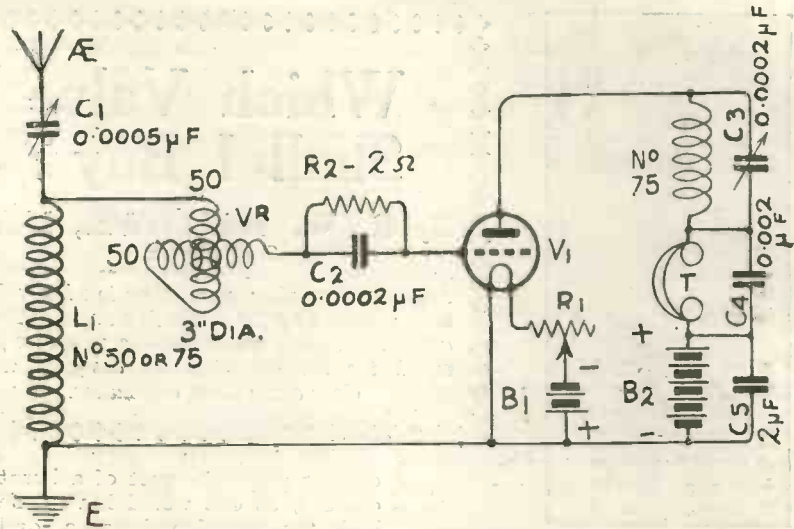 Æ
C1
0.0005µF
L1
Nº 50 OR 75
E
50
VR
50
3" DIA.
R2 - 2 Ω
C2
0.0002µF
V1
R1
-
B1
+
Nº
75
T
+
B2
-
C3
0.0002µF
0.002
µF
C4
C5
2µF